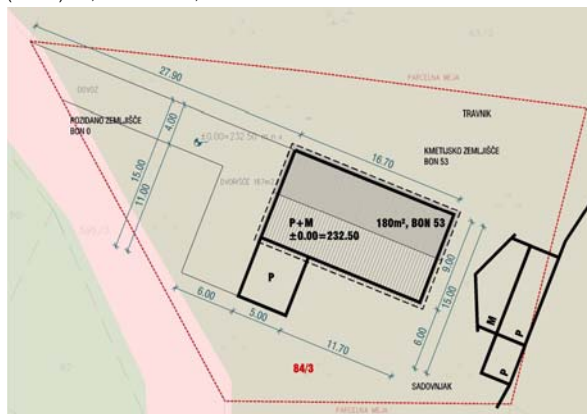 27.90
PARCELNA MEJA
DOVOZ
POZIDANO ZEMLJIŠČE
BON 0
TRAVNIK
±0.00=232.50 m.n.v.
KMETIJSKO ZEMLJIŠČE
BON 53
4.00
15.00
11.00
16.70
DVORIŠČE 187m2
P+M
±0.00=232.50
180m², BON 53
P
9.00
15.00
6.00
6.00
5.00
11.70
M
P
P
84/3
SADOVNJAK
PARCELNA MEJA